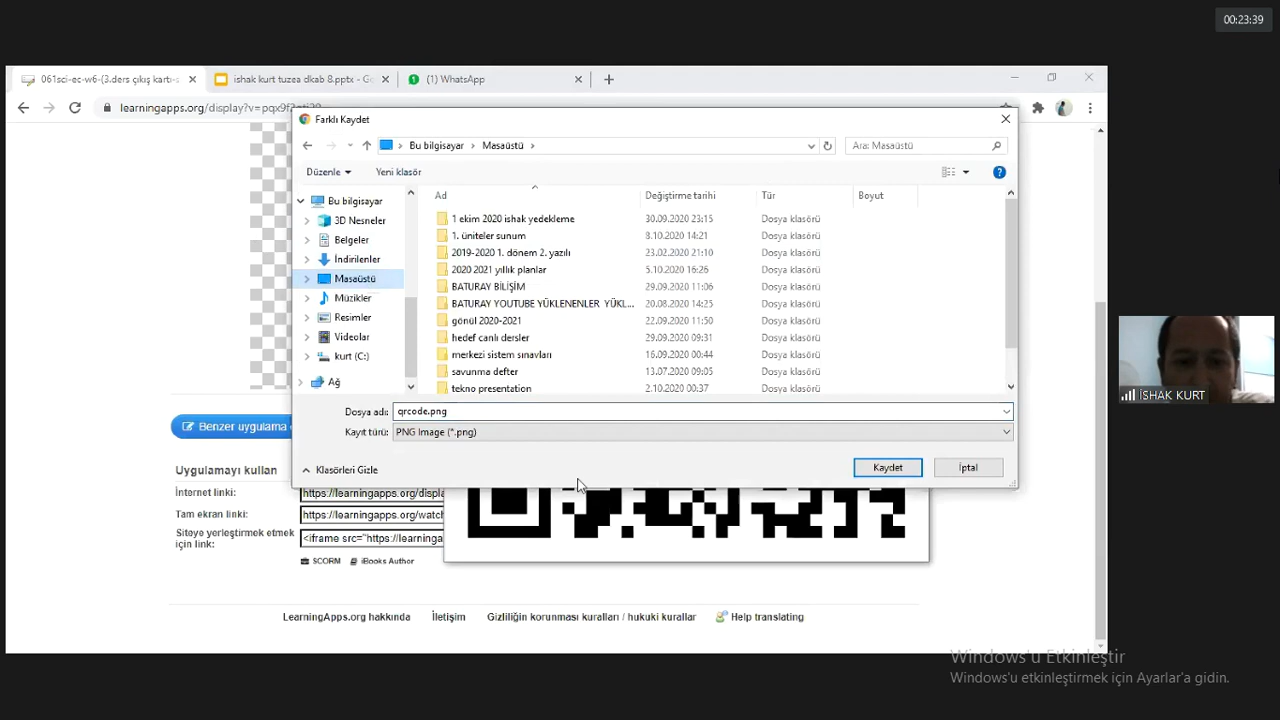 00:23:39
061sci-ec-w6-(3.ders çıkış kartı-s
ishak kurt tuzea dkab 8.pptx - Go
(1) WhatsApp
learningapps.org/display?v=
Farklı Kaydet
Bu bilgisayar > Masaüstü >
Ara: Masaüstü
Düzenle
Yeni klasör
Bu bilgisayar
3D Nesneler
Belgeler
İndirilenler
Masaüstü
Müzikler
Resimler
Videolar
kurt (C:)
Ağ
Ad Değiştirme tarihi Tür Boyut
1 ekim 2020 ishak yedekleme 30.09.2020 23:15 Dosya klasörü
1. üniteler sunum 8.10.2020 14:21 Dosya klasörü
2019-2020 1. dönem 2. yazılı 23.02.2020 21:10 Dosya klasörü
2020 2021 yıllık planlar 5.10.2020 16:26 Dosya klasörü
BATURAY BİLİŞİM 29.09.2020 11:06 Dosya klasörü
BATURAY YOUTUBE YÜKLENENLER YÜKL... 20.08.2020 14:25 Dosya klasörü
gönül 2020-2021 22.09.2020 11:50 Dosya klasörü
hedef canlı dersler 29.09.2020 09:31 Dosya klasörü
merkezi sistem sınavları 16.09.2020 00:44 Dosya klasörü
savunma defter 13.07.2020 09:05 Dosya klasörü
tekno presentation 2.10.2020 00:37 Dosya klasörü
Dosya adı: qrcode.png
Kayıt türü: PNG Image (*.png)
Klasörleri Gizle
Kaydet
İptal
İSHAK KURT
Benzer uygulama
Uygulamayı kullan
İnternet linki: https://learningapps.org/displa
Tam ekran linki: https://learningapps.org/watc
Siteye yerleştirmek etmek
için link: <iframe src="https://learninga
SCORM iBooks Author
LearningApps.org hakkında
İletişim
Gizliliğin korunması kuralları / hukuki kurallar
Help translating
Windows'u Etkinleştir
Windows'u etkinleştirmek için Ayarlar'a gidin.